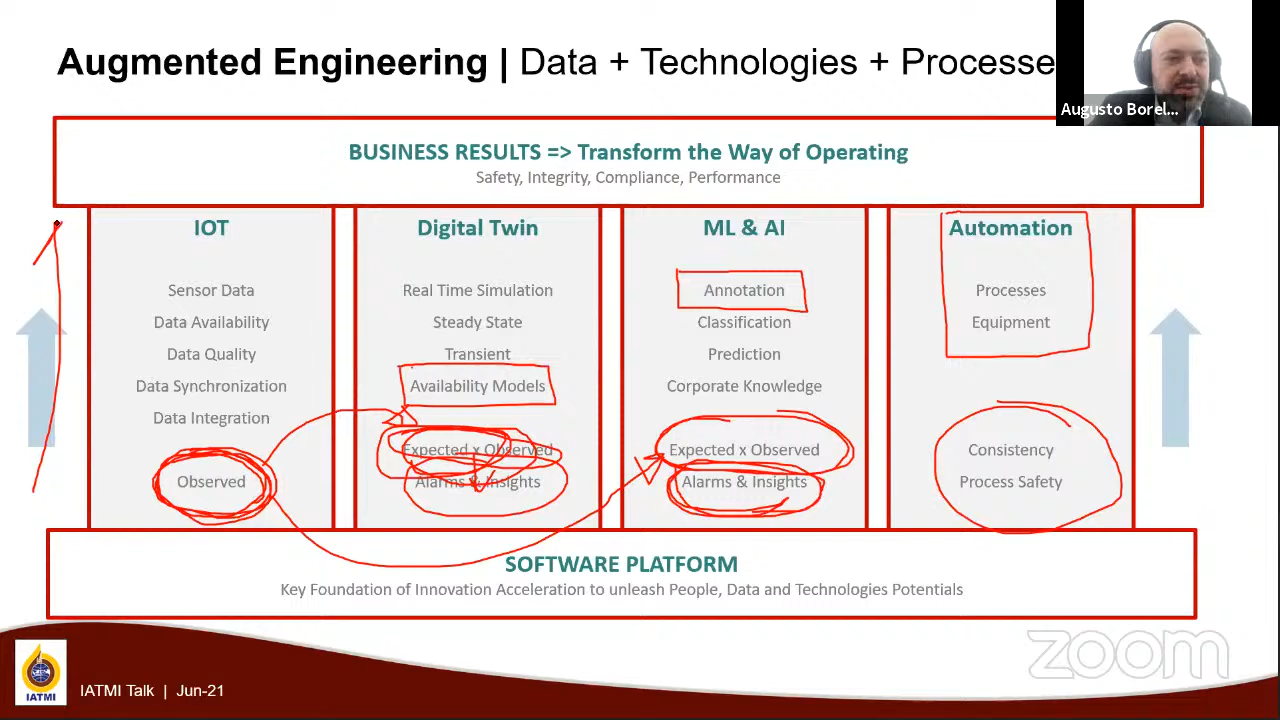 Augmented Engineering | Data + Technologies + Processe
Augusto Borel...
BUSINESS RESULTS => Transform the Way of Operating
Safety, Integrity, Compliance, Performance
IOT
Sensor Data
Data Availability
Data Quality
Data Synchronization
Data Integration
Observed
Digital Twin
Real Time Simulation
Steady State
Transient
Availability Models
Expected x Observed
Alarms & Insights
ML & AI
Annotation
Classification
Prediction
Corporate Knowledge
Expected x Observed
Alarms & Insights
Automation
Processes
Equipment
Consistency
Process Safety
SOFTWARE PLATFORM
Key Foundation of Innovation Acceleration to unleash People, Data and Technologies Potentials
IATMI
IATMI Talk | Jun-21
zoom